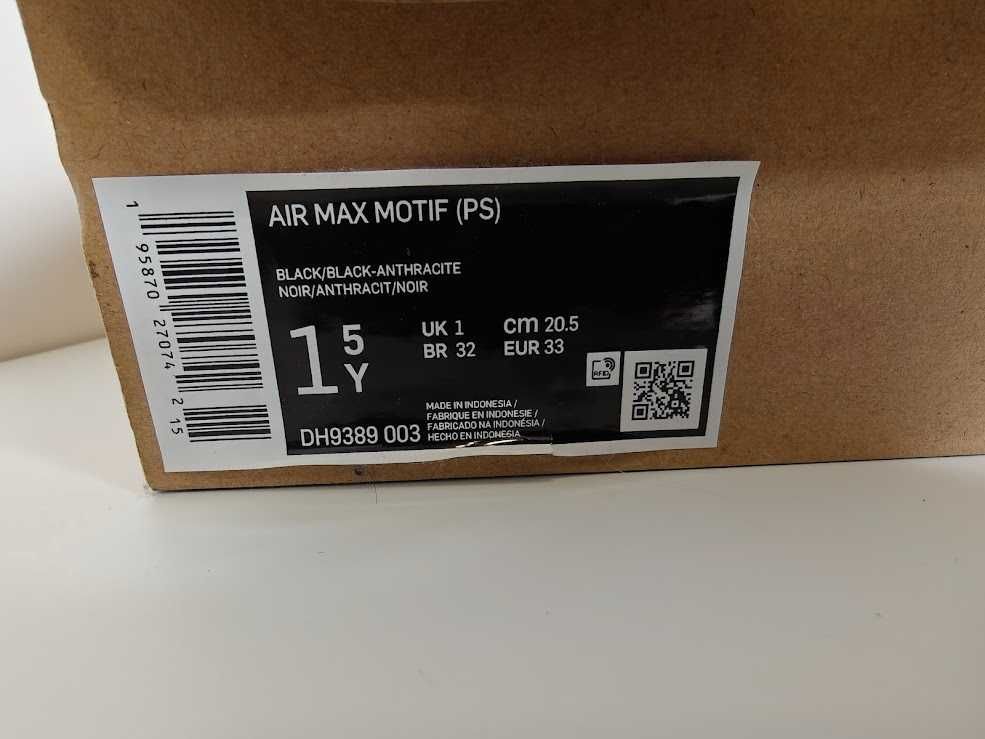 1 95870 27074 2 15
AIR MAX MOTIF (PS)
BLACK/BLACK-ANTHRACITE
NOIR/ANTHRACIT/NOIR
1 5 Y
UK 1 cm 20.5
BR 32 EUR 33
RFID
DH9389 003
MADE IN INDONESIA /
FABRIQUE EN INDONESIE /
FABRICADO NA INDONÉSIA /
HECHO EN INDONESIA